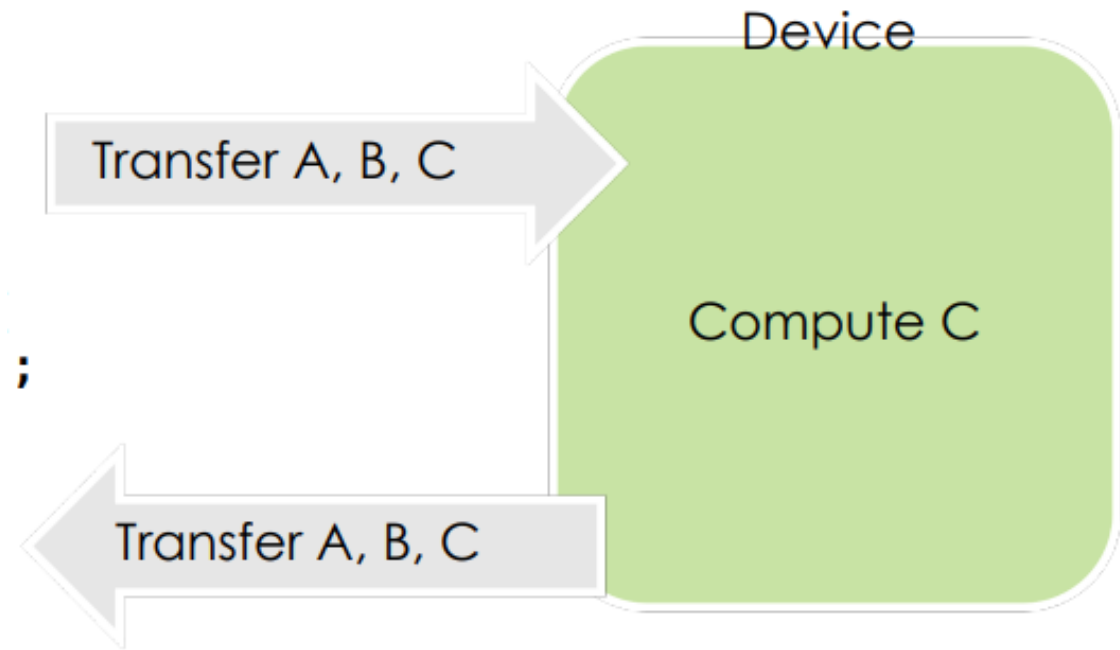 Device
Transfer A, B, C
Compute C
;
Transfer A, B, C